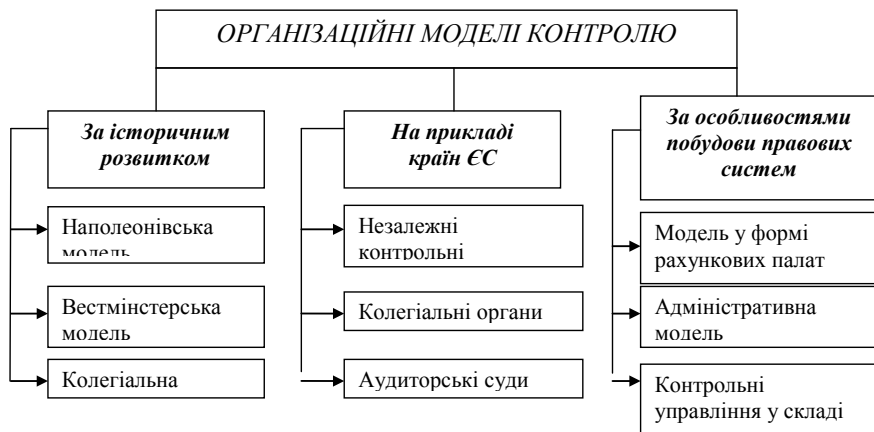 ОРГАНІЗАЦІЙНІ МОДЕЛІ КОНТРОЛЮ
За історичним
розвитком
Наполеонівська
модель
Вестмінстерська
модель
Колегіальна
На прикладі
країн ЄС
Незалежні
контрольні
Колегіальні органи
Аудиторські суди
За особливостями
побудови правових
систем
Модель у формі
рахункових палат
Адміністративна
модель
Контрольні
управління у складі